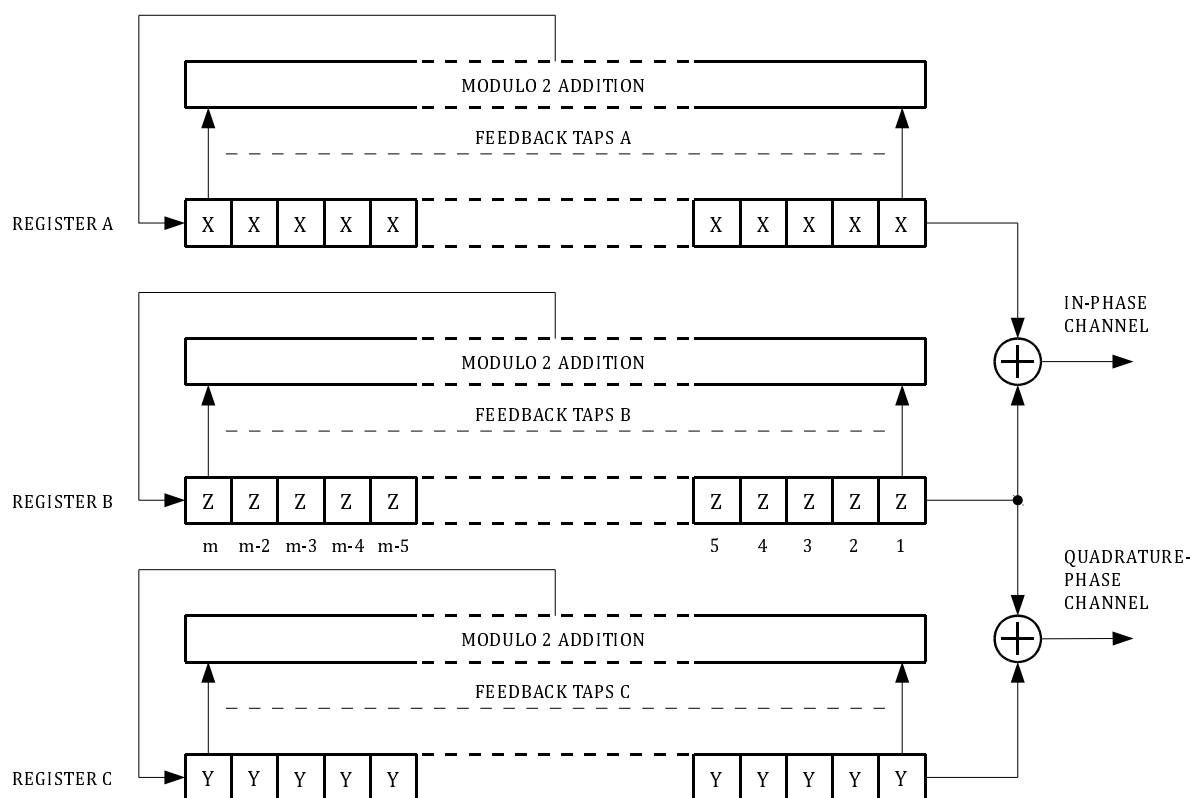 MODULO 2 ADDITION
FEEDBACK TAPS A
REGISTER A X X X X X X X X X X
IN-PHASE
CHANNEL
MODULO 2 ADDITION
FEEDBACK TAPS B
REGISTER B Z Z Z Z Z Z Z Z Z Z
m m-2 m-3 m-4 m-5 5 4 3 2 1
QUADRATURE-
PHASE
CHANNEL
MODULO 2 ADDITION
FEEDBACK TAPS C
REGISTER C Y Y Y Y Y Y Y Y Y Y